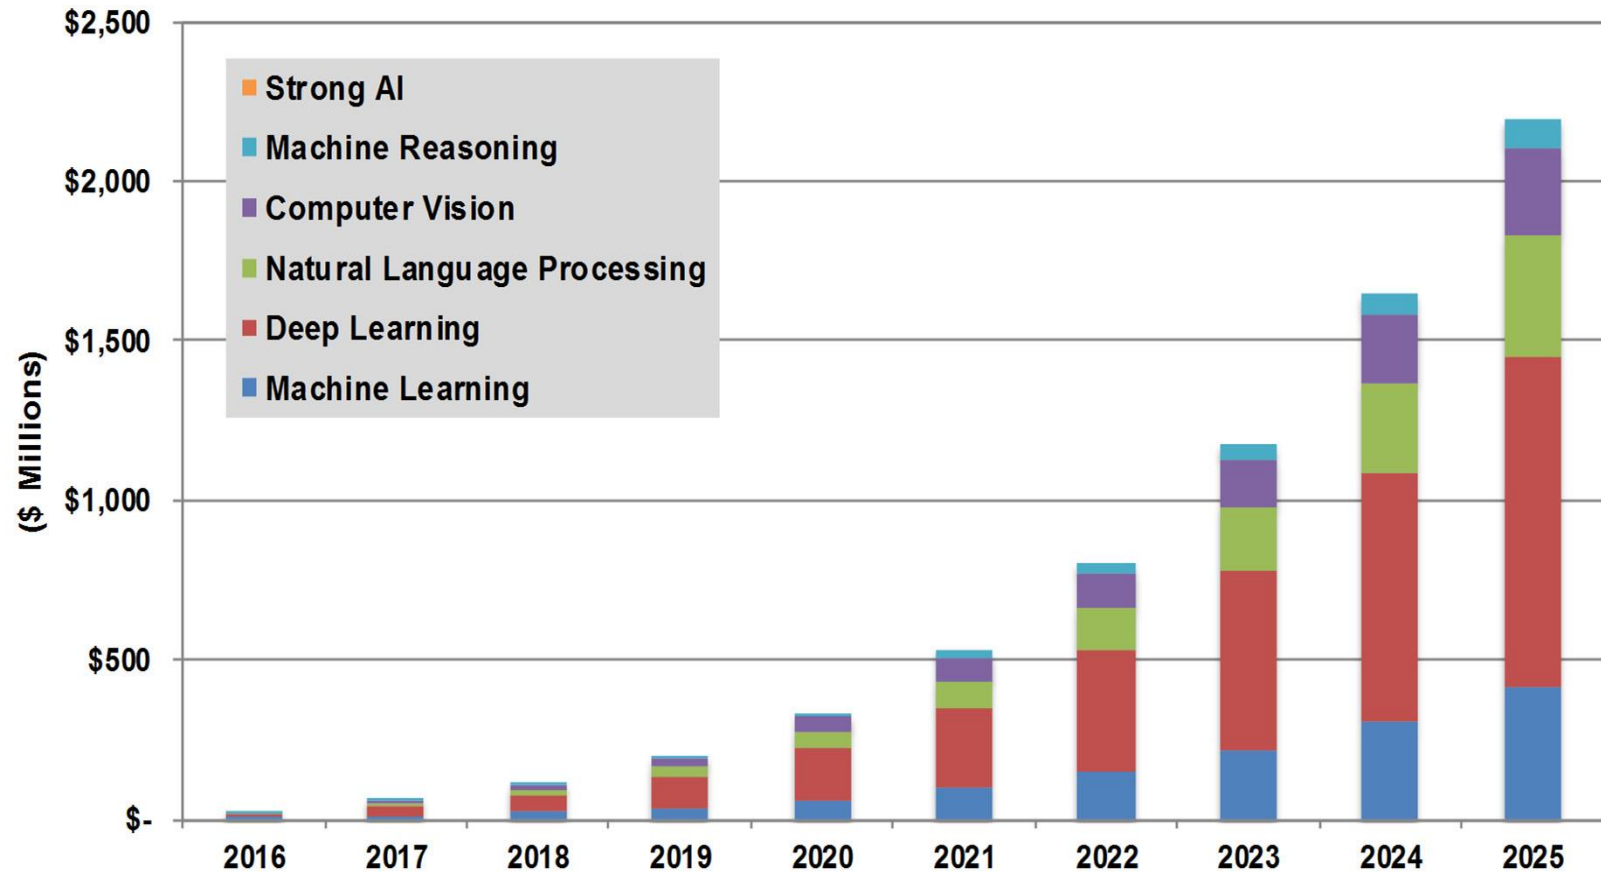 $2,500
$2,000
$1,500
$1,000
$500
$-
($ Millions)
Strong AI
Machine Reasoning
Computer Vision
Natural Language Processing
Deep Learning
Machine Learning
2016 2017 2018 2019 2020 2021 2022 2023 2024 2025